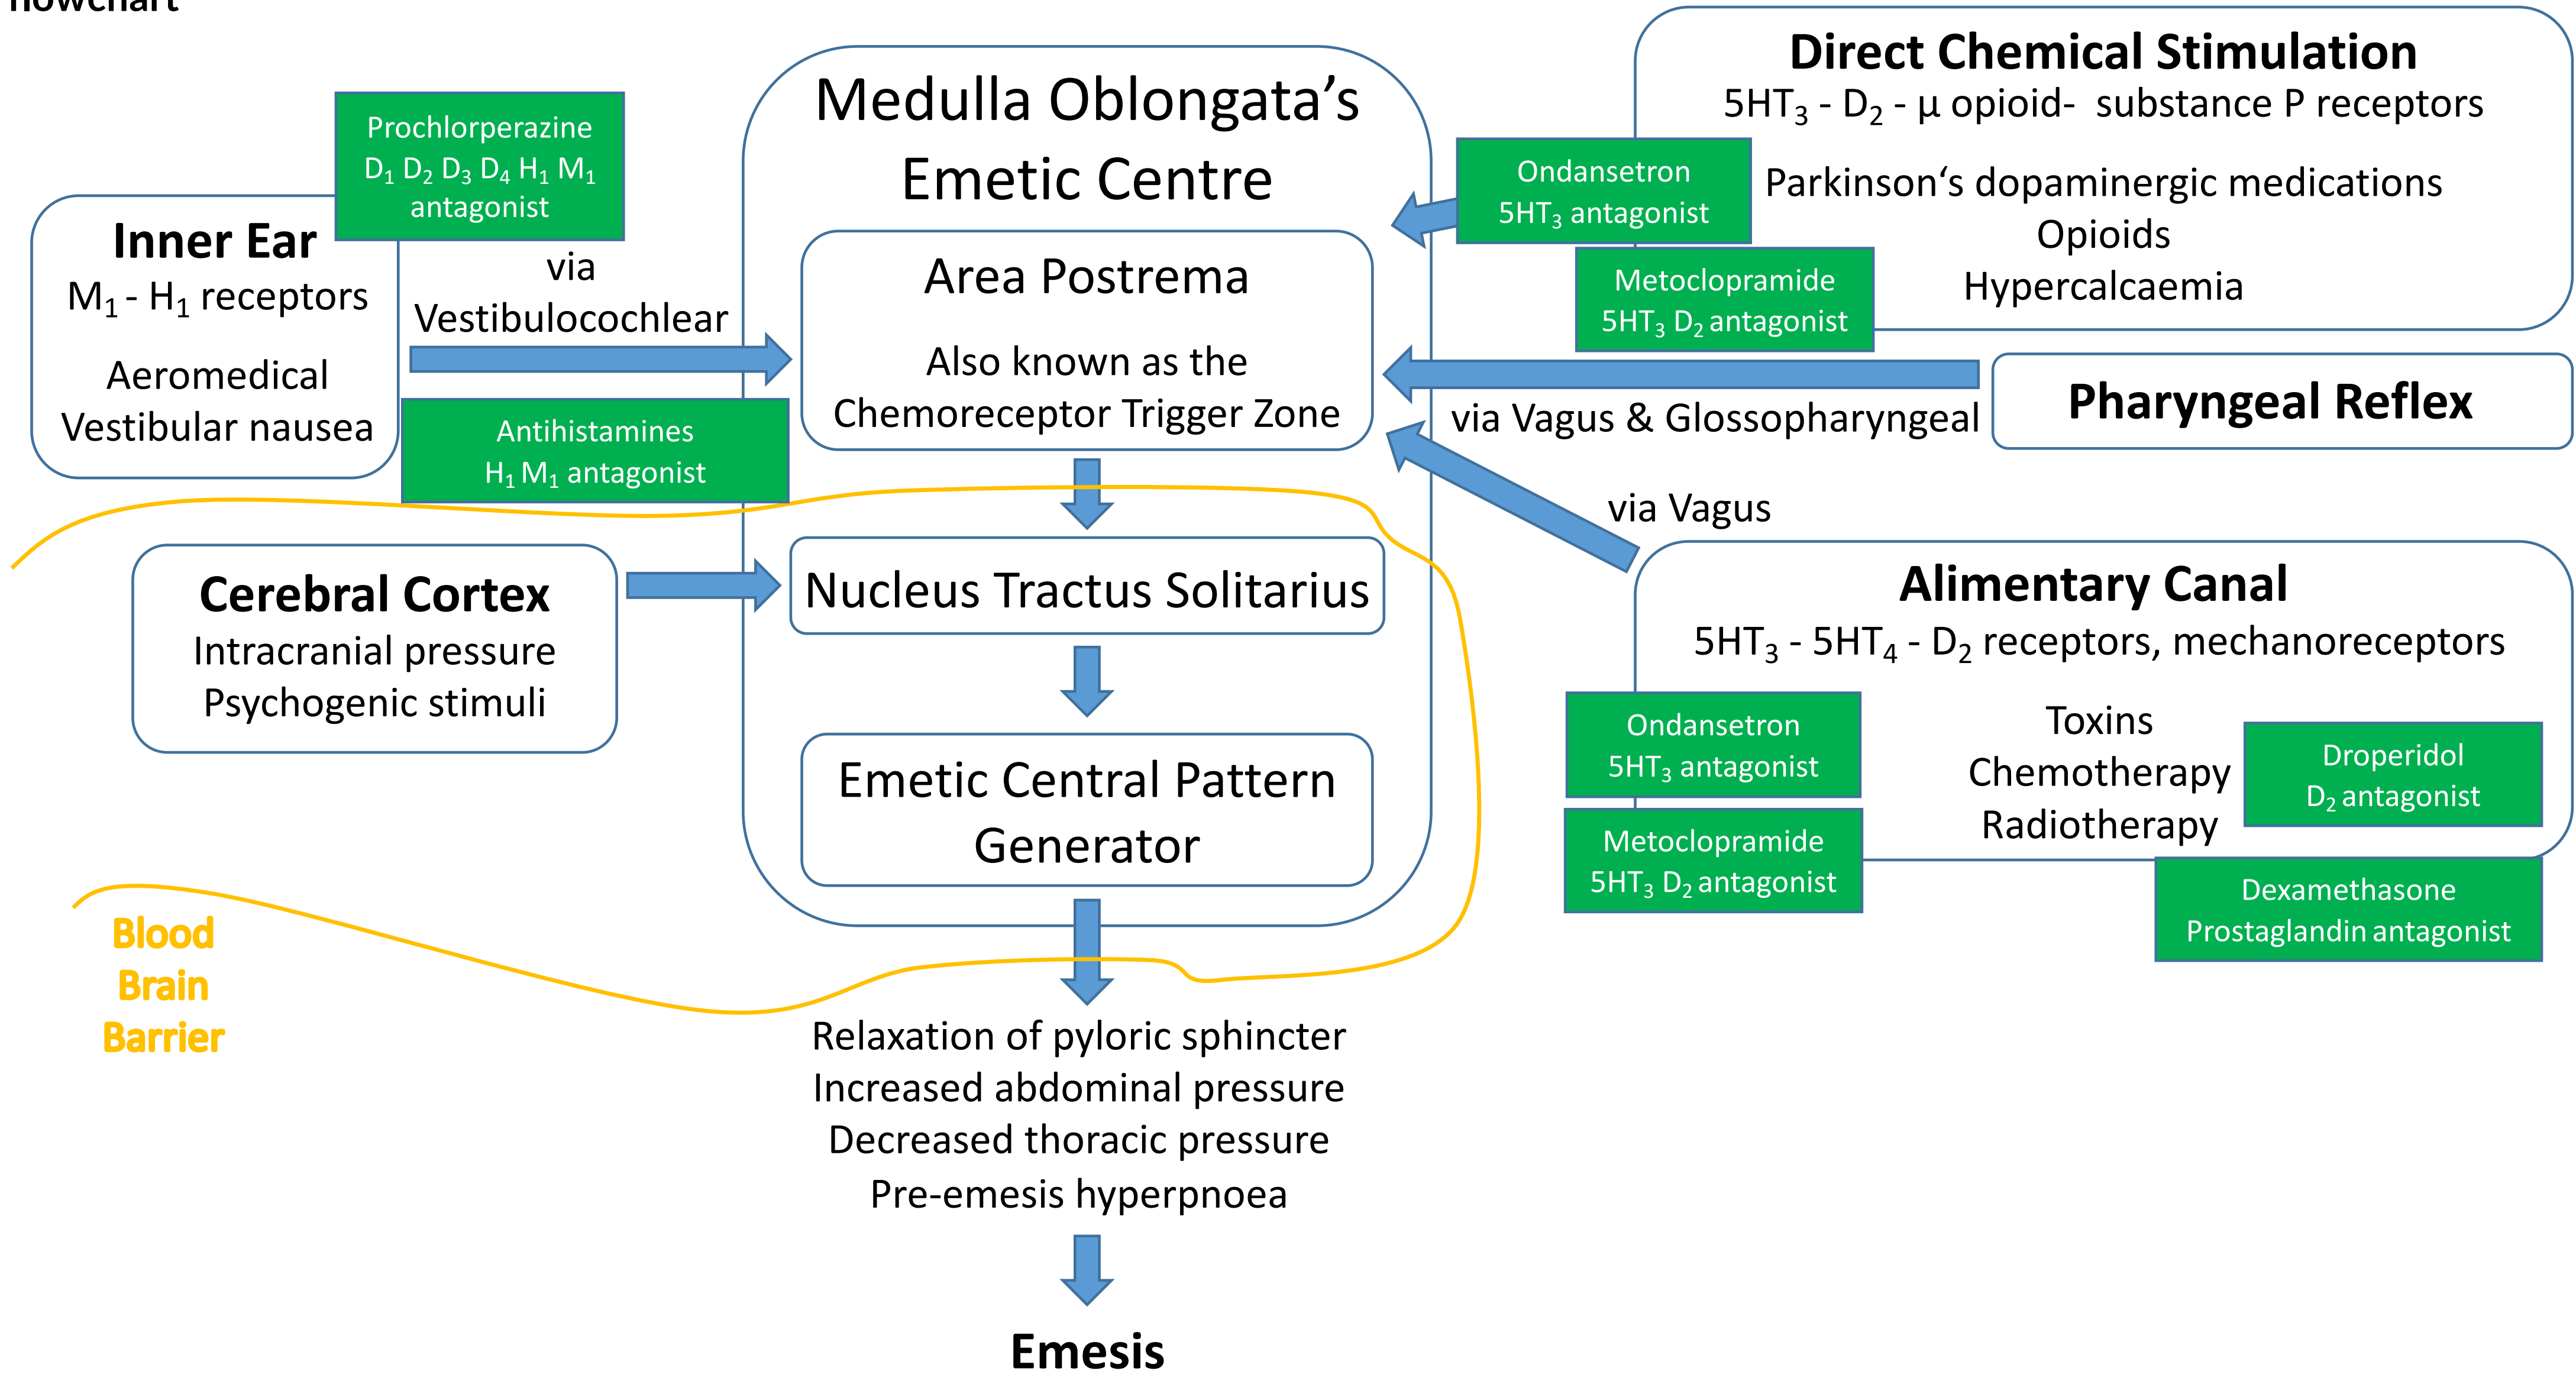 flowchart
Medulla Oblongata’s
Emetic Centre
Area Postrema
Also known as the
Chemoreceptor Trigger Zone
Nucleus Tractus Solitarius
Emetic Central Pattern
Generator
Relaxation of pyloric sphincter
Increased abdominal pressure
Decreased thoracic pressure
Pre-emesis hyperpnoea
Emesis
Prochlorperazine
D₁ D₂ D₃ D₄ H₁ M₁
antagonist
Inner Ear
M₁ - H₁ receptors
Aeromedical
Vestibular nausea
via
Vestibulocochlear
Antihistamines
H₁ M₁ antagonist
Cerebral Cortex
Intracranial pressure
Psychogenic stimuli
Blood
Brain
Barrier
Direct Chemical Stimulation
5HT₃ - D₂ - µ opioid-  substance P receptors
Parkinson‘s dopaminergic medications
Opioids
Hypercalcaemia
Ondansetron
5HT₃ antagonist
Metoclopramide
5HT₃ D₂ antagonist
Pharyngeal Reflex
via Vagus & Glossopharyngeal
via Vagus
Alimentary Canal
5HT₃ - 5HT₄ - D₂ receptors, mechanoreceptors
Toxins
Chemotherapy
Radiotherapy
Ondansetron
5HT₃ antagonist
Metoclopramide
5HT₃ D₂ antagonist
Droperidol
D₂ antagonist
Dexamethasone
Prostaglandin antagonist